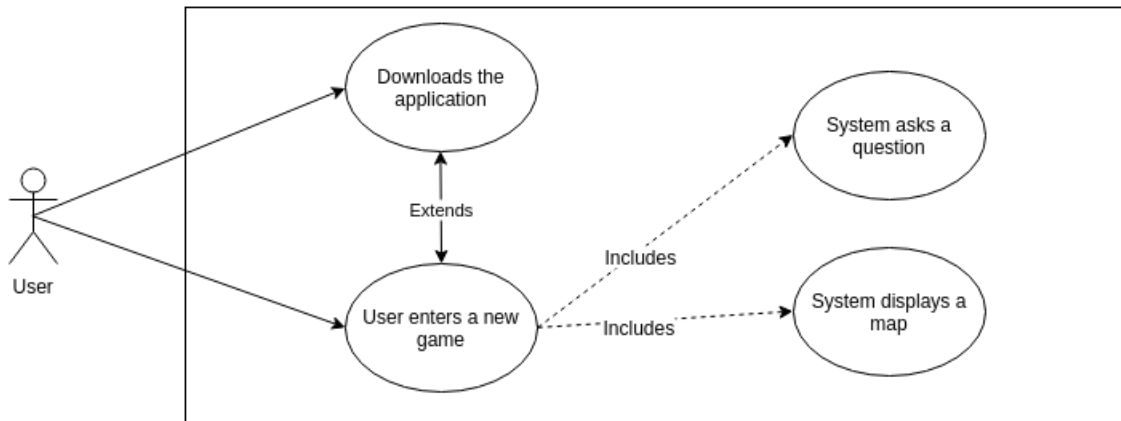 Downloads the
application
System asks a
question
Extends
User
Includes
User enters a new
game
Includes
System displays a
map